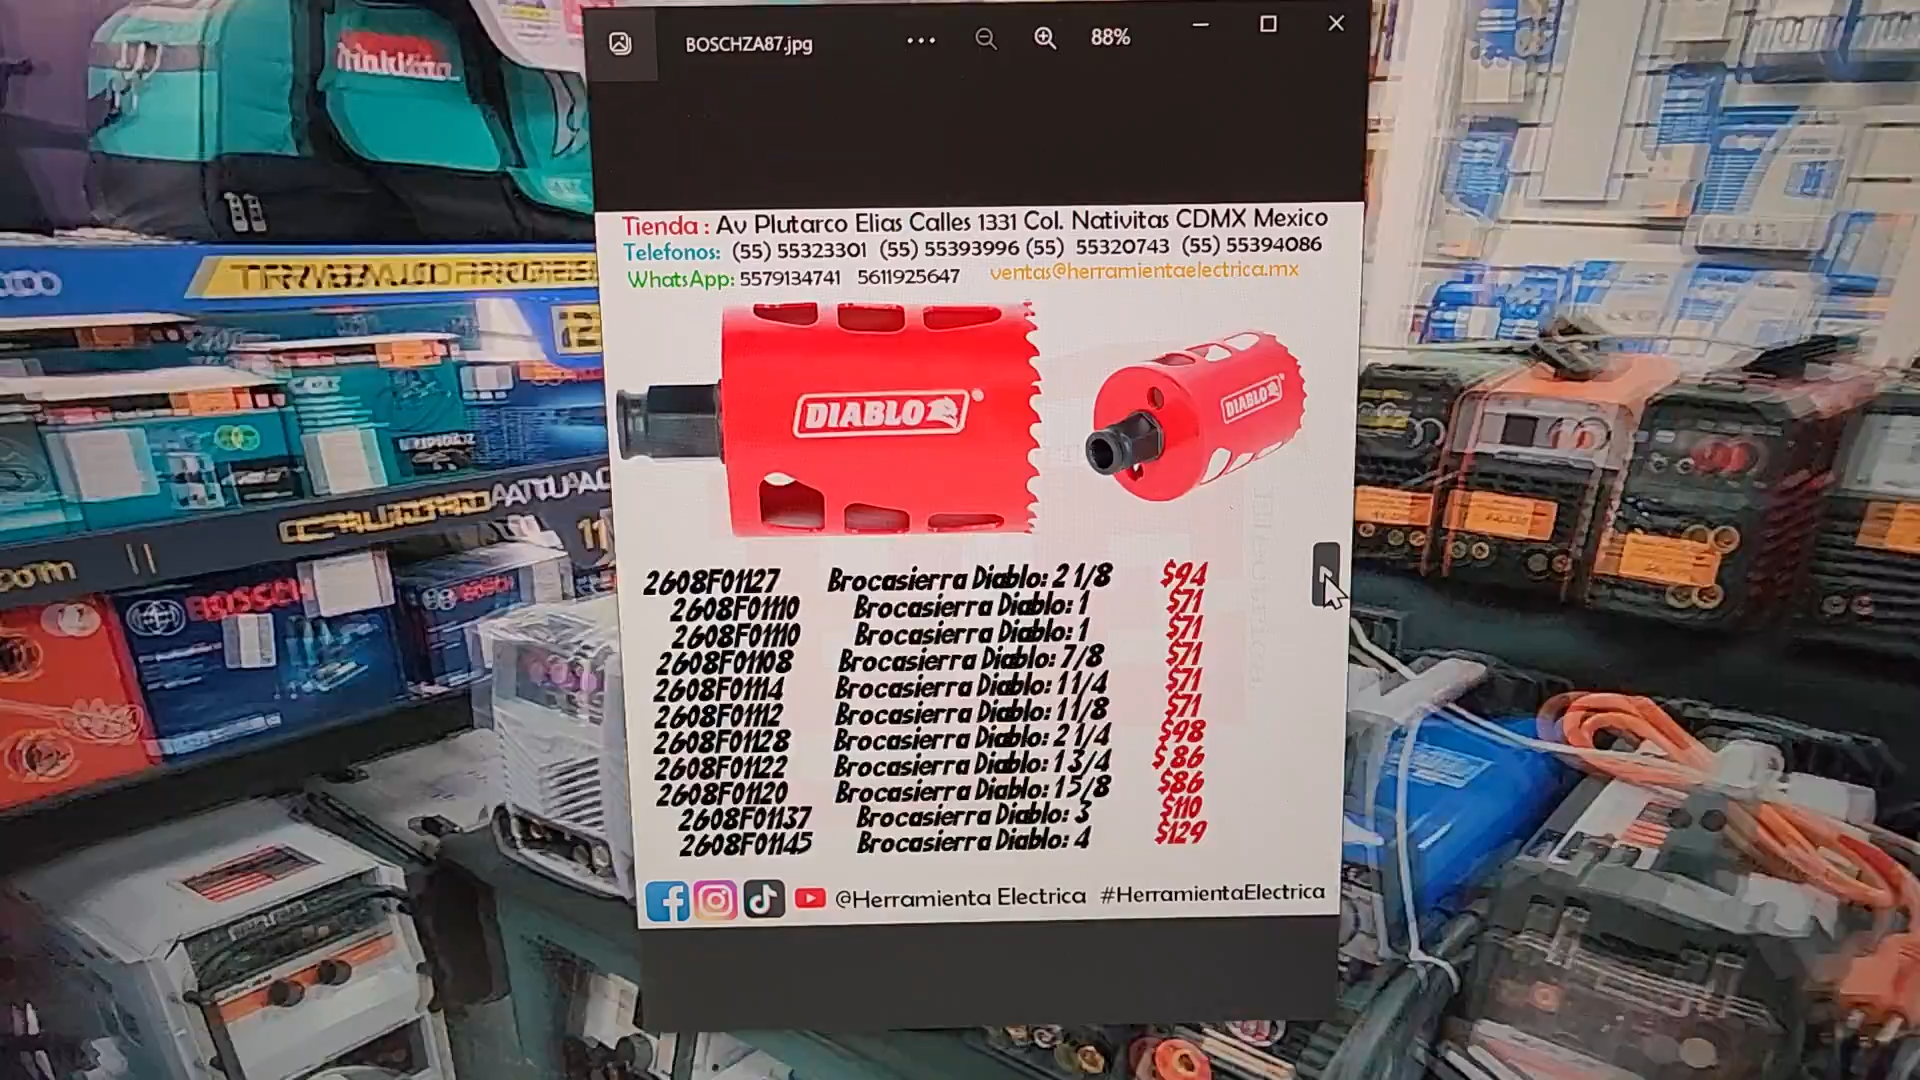 BOSCHZA87.jpg
88%
makita
Tienda : Av Plutarco Elias Calles 1331 Col. Nativitas CDMX Mexico
Telefonos: (55) 55323301 (55) 55393996 (55) 55320743 (55) 55394086
WhatsApp: 5579134741 5611925647 ventas@herramientaelectrica.mx
DIABLO
DIABLO
2608F01127 Brocasierra Diablo: 2 1/8 $94
2608F01110 Brocasierra Diablo: 1 $71
2608F01110 Brocasierra Diablo: 1 $71
2608F01108 Brocasierra Diablo: 7/8 $71
2608F01114 Brocasierra Diablo: 1 1/4 $71
2608F01112 Brocasierra Diablo: 1 1/8 $71
2608F01128 Brocasierra Diablo: 2 1/4 $98
2608F01122 Brocasierra Diablo: 1 3/4 $86
2608F01120 Brocasierra Diablo: 1 5/8 $86
2608F01137 Brocasierra Diablo: 3 $110
2608F01145 Brocasierra Diablo: 4 $129
@Herramienta Electrica #HerramientaElectrica
BOSCH